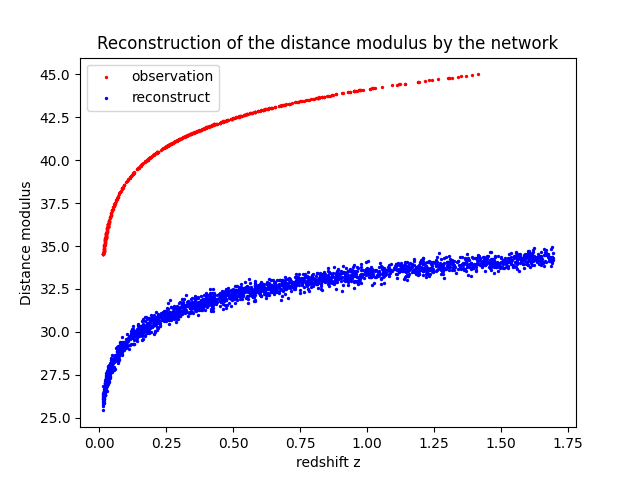 Reconstruction of the distance modulus by the network
observation
reconstruct
45.0
42.5
40.0
37.5
35.0
32.5
30.0
27.5
25.0
Distance modulus
0.00 0.25 0.50 0.75 1.00 1.25 1.50 1.75
redshift z